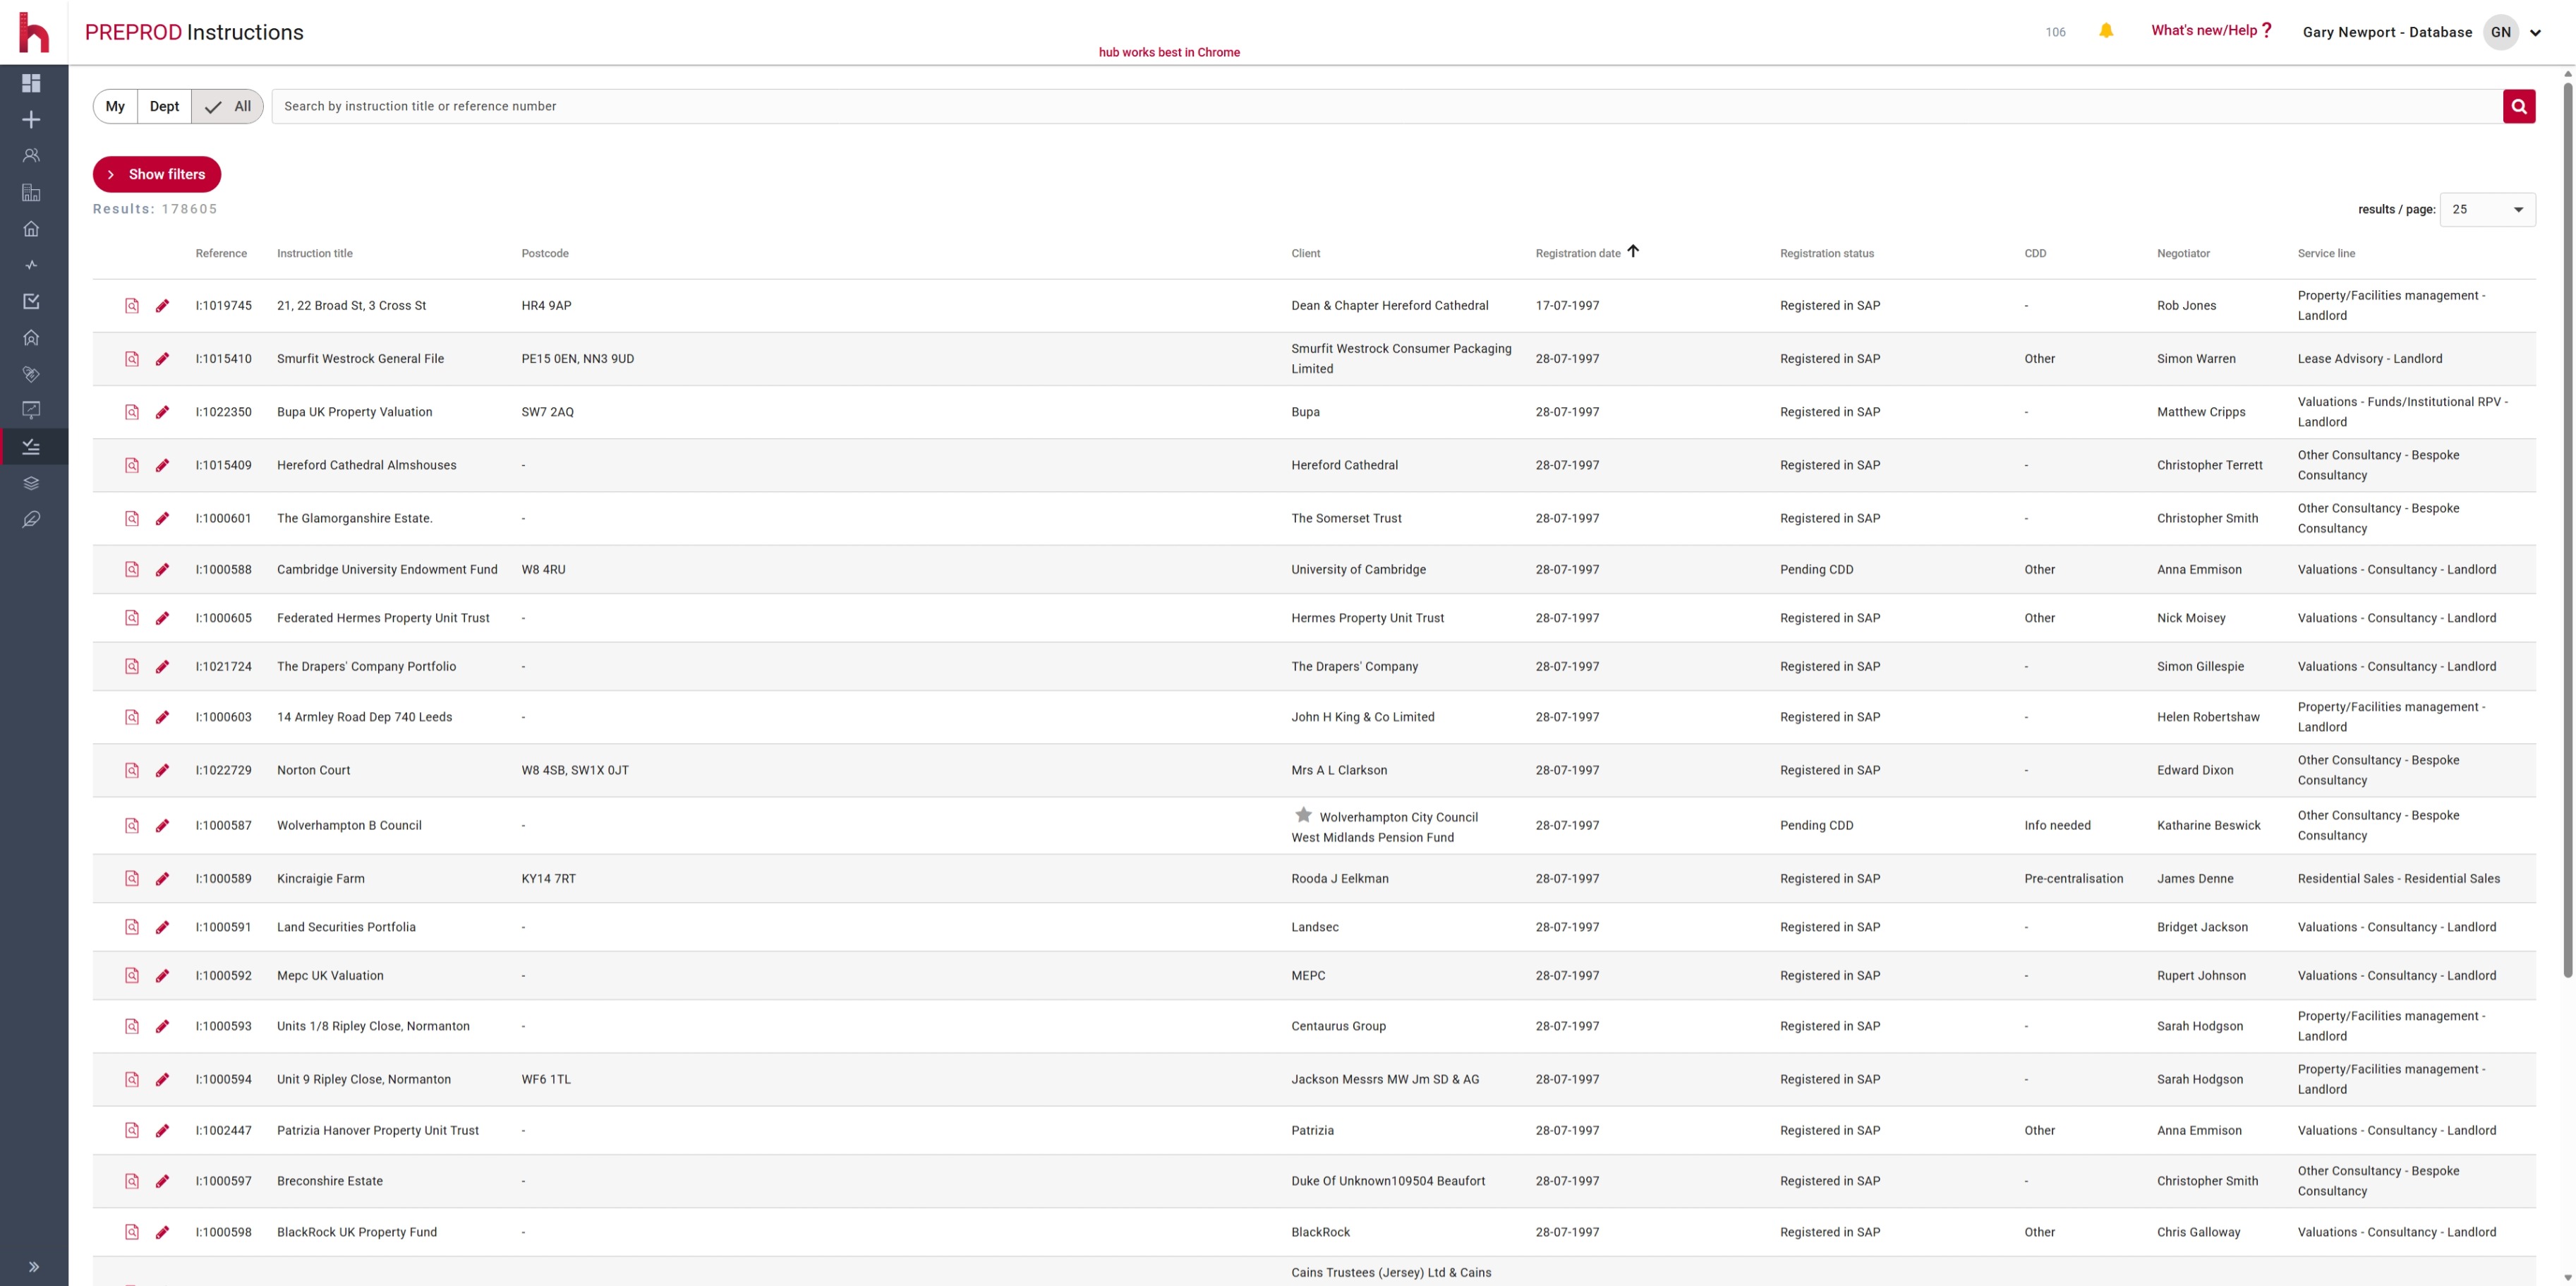 PREPROD Instructions
hub works best in Chrome
106
What's new/Help ?
Gary Newport - Database
GN
My
Dept
All
Search by instruction title or reference number
Show filters
Results: 178605
results / page: 25
Reference Instruction title Postcode Client Registration date Registration status CDD Negotiator Service line
I:1019745 21, 22 Broad St, 3 Cross St HR4 9AP Dean & Chapter Hereford Cathedral 17-07-1997 Registered in SAP - Rob Jones Property/Facilities management -
Landlord
I:1015410 Smurfit Westrock General File PE15 0EN, NN3 9UD Smurfit Westrock Consumer Packaging
Limited 28-07-1997 Registered in SAP Other Simon Warren Lease Advisory - Landlord
I:1022350 Bupa UK Property Valuation SW7 2AQ Bupa 28-07-1997 Registered in SAP - Matthew Cripps Valuations - Funds/Institutional RPV -
Landlord
I:1015409 Hereford Cathedral Almshouses - Hereford Cathedral 28-07-1997 Registered in SAP - Christopher Terrett Other Consultancy - Bespoke
Consultancy
I:1000601 The Glamorganshire Estate. - The Somerset Trust 28-07-1997 Registered in SAP - Christopher Smith Other Consultancy - Bespoke
Consultancy
I:1000588 Cambridge University Endowment Fund W8 4RU University of Cambridge 28-07-1997 Pending CDD Other Anna Emmison Valuations - Consultancy - Landlord
I:1000605 Federated Hermes Property Unit Trust - Hermes Property Unit Trust 28-07-1997 Registered in SAP Other Nick Moisey Valuations - Consultancy - Landlord
I:1021724 The Drapers' Company Portfolio - The Drapers' Company 28-07-1997 Registered in SAP - Simon Gillespie Valuations - Consultancy - Landlord
I:1000603 14 Armley Road Dep 740 Leeds - John H King & Co Limited 28-07-1997 Registered in SAP - Helen Robertshaw Property/Facilities management -
Landlord
I:1022729 Norton Court W8 4SB, SW1X 0JT Mrs A L Clarkson 28-07-1997 Registered in SAP - Edward Dixon Other Consultancy - Bespoke
Consultancy
I:1000587 Wolverhampton B Council - Wolverhampton City Council
West Midlands Pension Fund 28-07-1997 Pending CDD Info needed Katharine Beswick Other Consultancy - Bespoke
Consultancy
I:1000589 Kincraigie Farm KY14 7RT Rooda J Eelkman 28-07-1997 Registered in SAP Pre-centralisation James Denne Residential Sales - Residential Sales
I:1000591 Land Securities Portfolia - Landsec 28-07-1997 Registered in SAP - Bridget Jackson Valuations - Consultancy - Landlord
I:1000592 Mepc UK Valuation - MEPC 28-07-1997 Registered in SAP - Rupert Johnson Valuations - Consultancy - Landlord
I:1000593 Units 1/8 Ripley Close, Normanton - Centaurus Group 28-07-1997 Registered in SAP - Sarah Hodgson Property/Facilities management -
Landlord
I:1000594 Unit 9 Ripley Close, Normanton WF6 1TL Jackson Messrs MW Jm SD & AG 28-07-1997 Registered in SAP - Sarah Hodgson Property/Facilities management -
Landlord
I:1002447 Patrizia Hanover Property Unit Trust - Patrizia 28-07-1997 Registered in SAP Other Anna Emmison Valuations - Consultancy - Landlord
I:1000597 Breconshire Estate - Duke Of Unknown109504 Beaufort 28-07-1997 Registered in SAP - Christopher Smith Other Consultancy - Bespoke
Consultancy
I:1000598 BlackRock UK Property Fund - BlackRock 28-07-1997 Registered in SAP Other Chris Galloway Valuations - Consultancy - Landlord
Cains Trustees (Jersey) Ltd & Cains